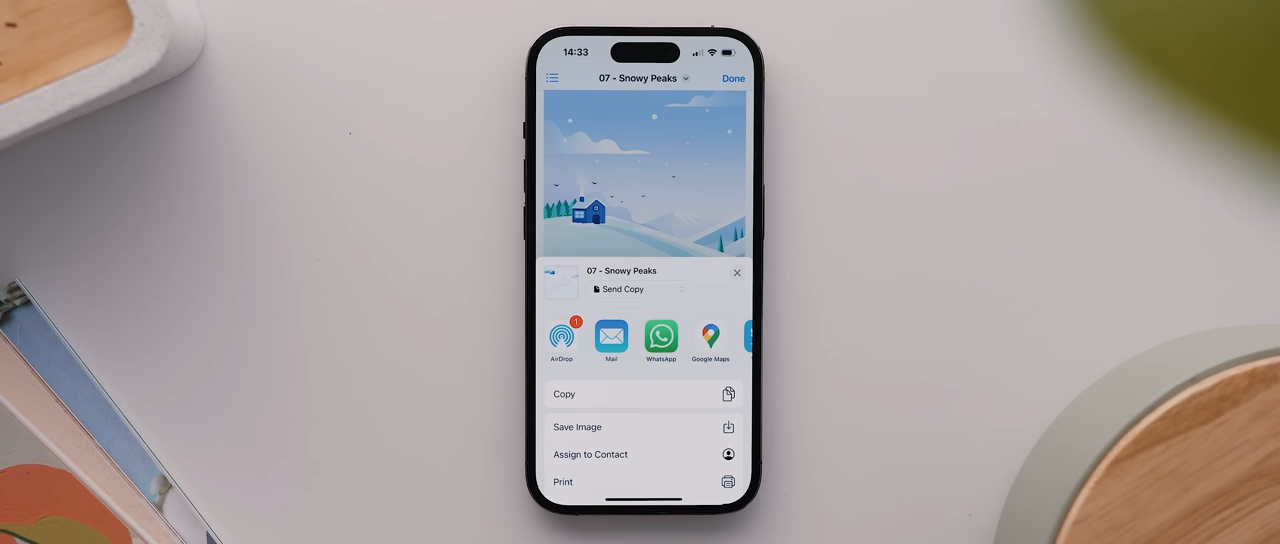 14:33
07 - Snowy Peaks
Done
07 - Snowy Peaks
Send Copy
1
AirDrop
Mail
WhatsApp
Google Maps
Copy
Save Image
Assign to Contact
Print